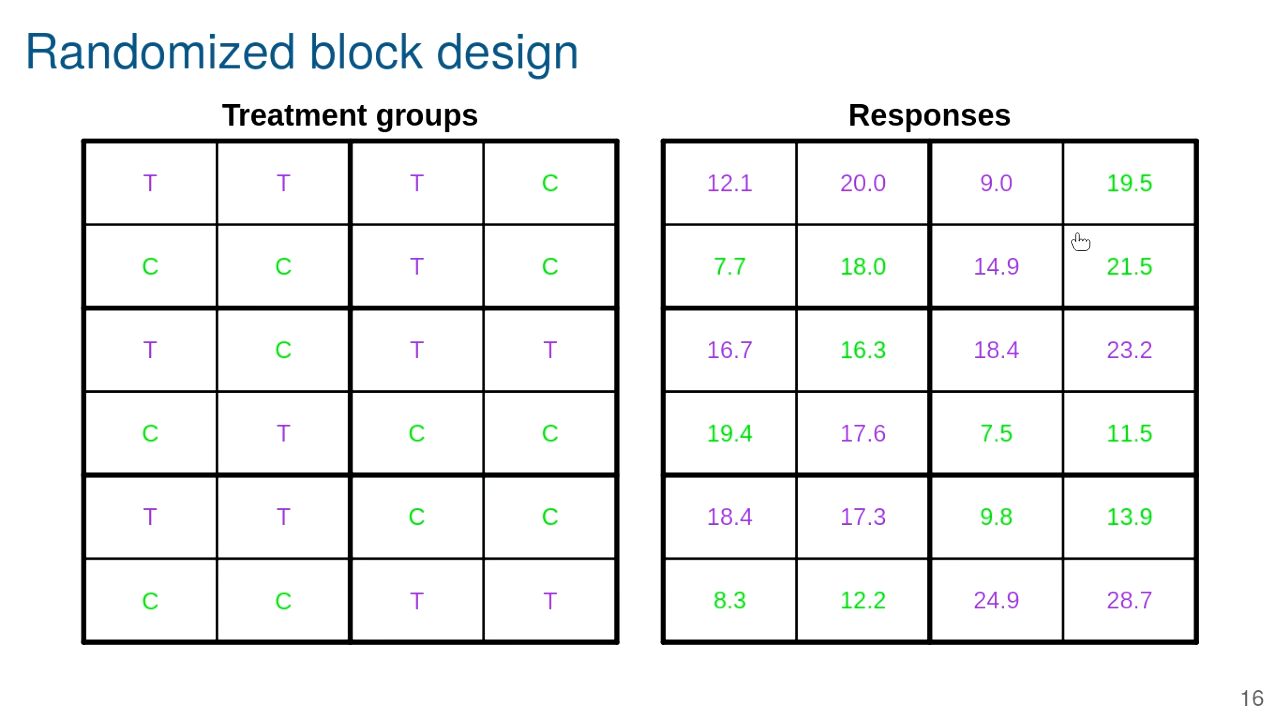 Randomized block design
Treatment groups
T T T C
C C T C
T C T T
C T C C
T T C C
C C T T
Responses
12.1 20.0 9.0 19.5
7.7 18.0 14.9 21.5
16.7 16.3 18.4 23.2
19.4 17.6 7.5 11.5
18.4 17.3 9.8 13.9
8.3 12.2 24.9 28.7
16